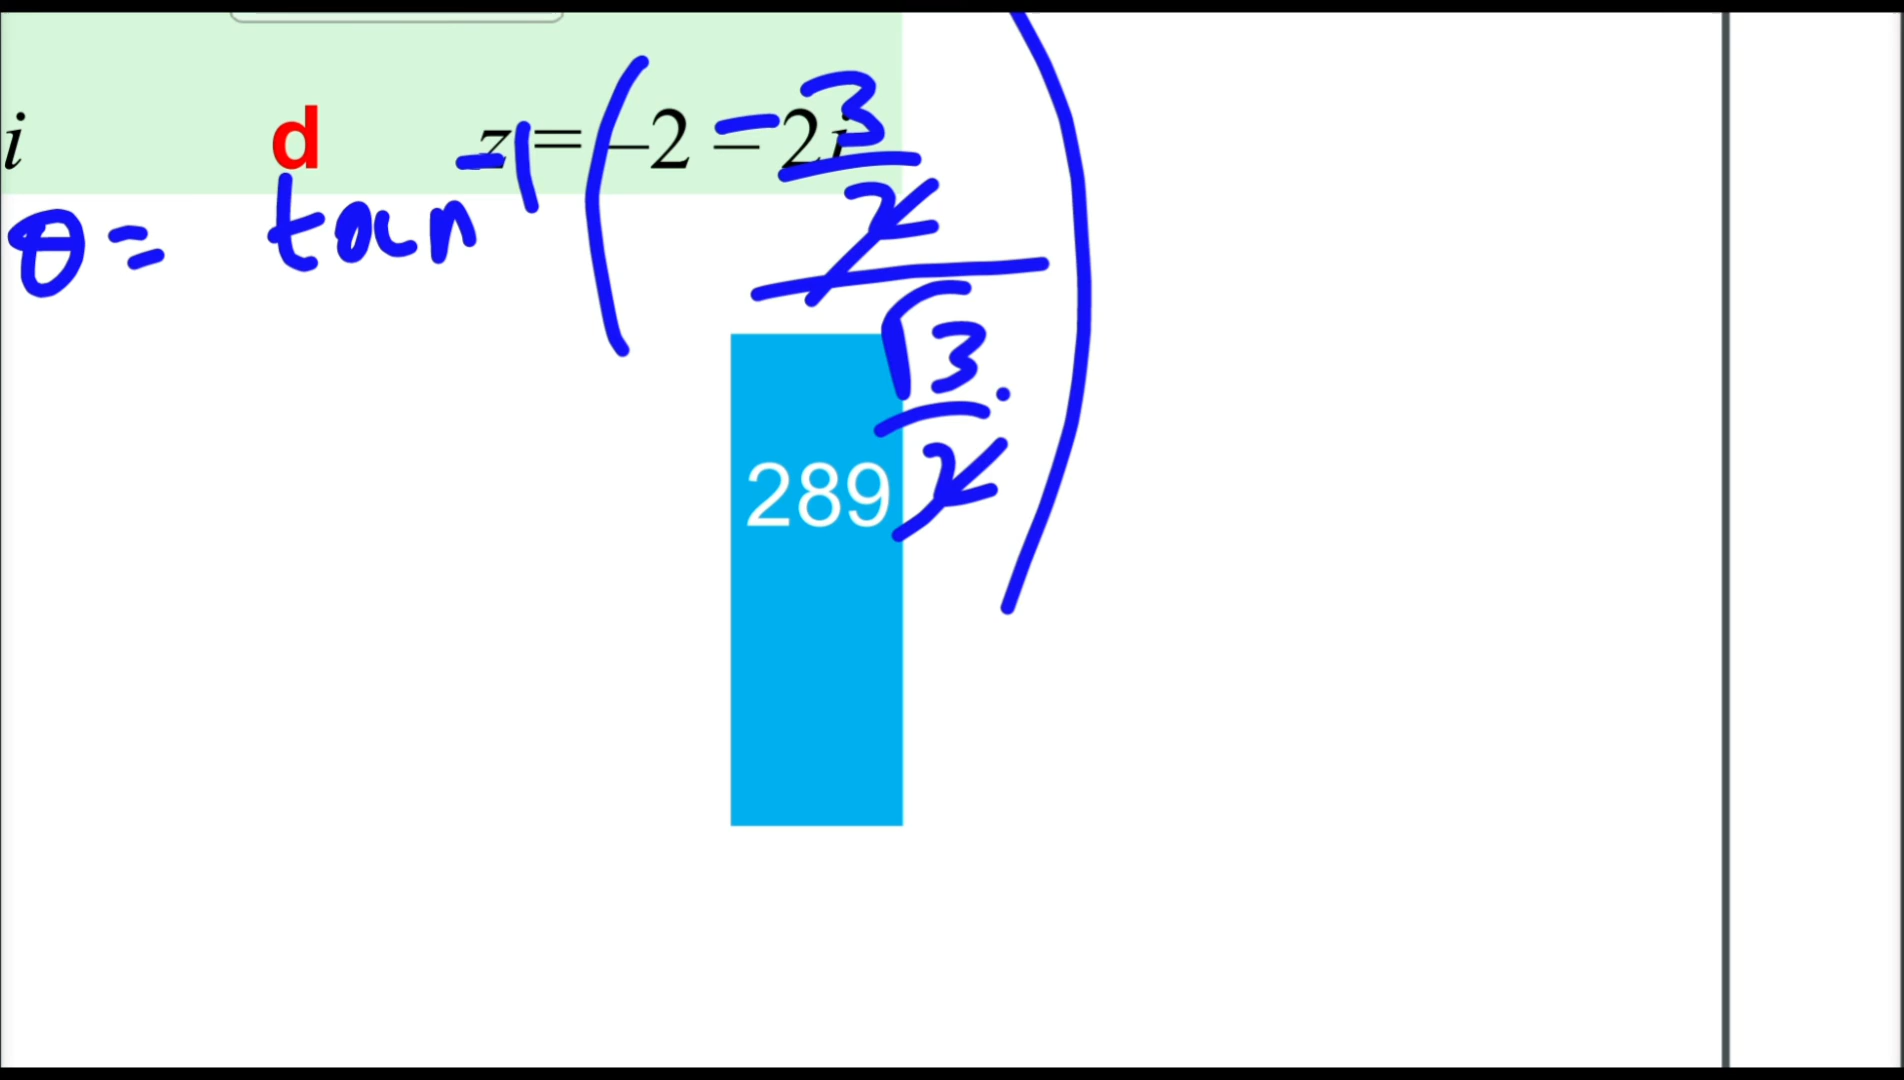 i d z = –2 – 2i
θ = tan⁻¹ ( (-3/2) / (√3/2) )
289